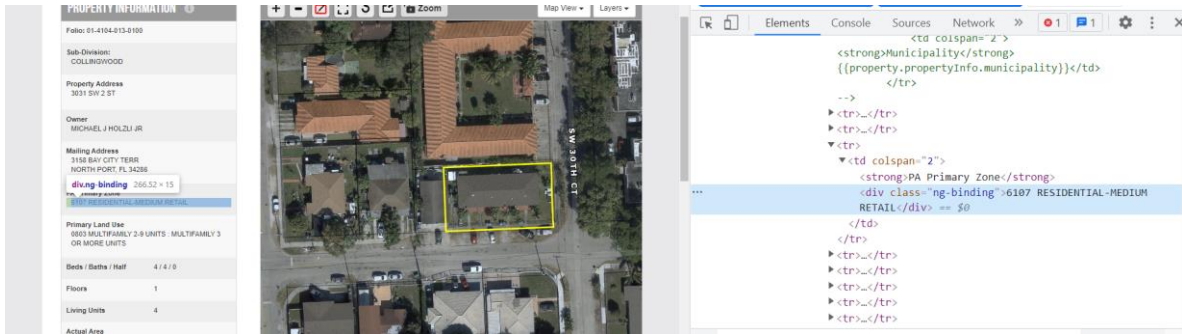 PROPERTY INFORMATION
Folio: 01-4104-013-0100
Sub-Division:
COLLINGWOOD
Property Address
3031 SW 2 ST
Owner
MICHAEL J HOLZLI JR
Mailing Address
3158 BAY CITY TERR
NORTH PORT, FL 34286
div.ng-binding 266.52 × 15
PA Primary Zone
6107 RESIDENTIAL-MEDIUM RETAIL
Primary Land Use
0803 MULTIFAMILY 2-9 UNITS : MULTIFAMILY 3
OR MORE UNITS
Beds / Baths / Half 4 / 4 / 0
Floors 1
Living Units 4
Actual Area
Zoom
Map View
Layers
SW 30TH CT
Elements Console Sources Network » 1 1
<td colspan="2">
<strong>Municipality</strong>
{{property.propertyInfo.municipality}}</td>
</tr>
-->
<tr>…</tr>
<tr>…</tr>
<tr>
<td colspan="2">
<strong>PA Primary Zone</strong>
<div class="ng-binding">6107 RESIDENTIAL-MEDIUM
RETAIL</div> == $0
</td>
</tr>
<tr>…</tr>
<tr>…</tr>
<tr>…</tr>
<tr>…</tr>
<tr>…</tr>